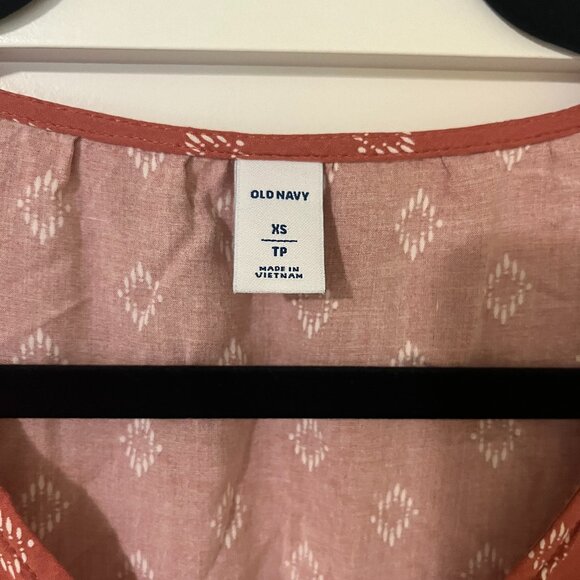 OLD NAVY
XS
TP
MADE IN
VIETNAM